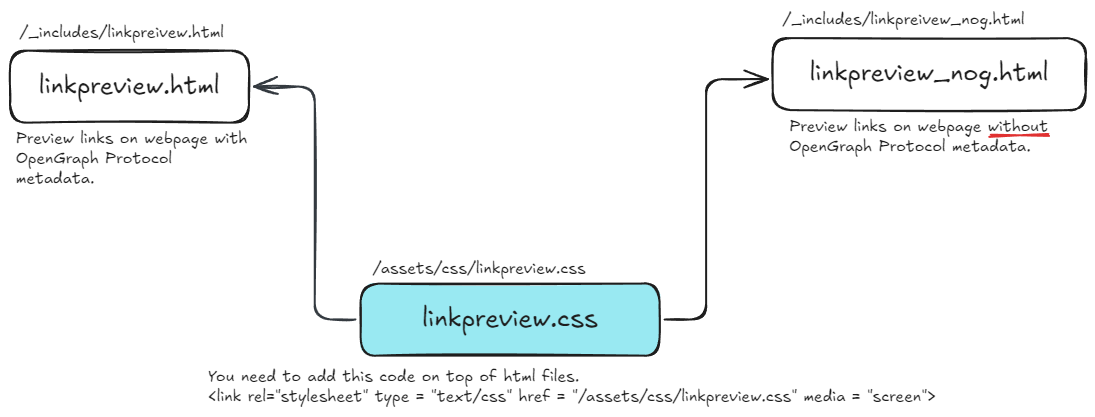 /_includes/linkpreivew.html
linkpreview.html
Preview links on webpage with
OpenGraph Protocol
metadata.
/_includes/linkpreivew_nog.html
linkpreview_nog.html
Preview links on webpage without
OpenGraph Protocol metadata.
/assets/css/linkpreview.css
linkpreview.css
You need to add this code on top of html files.
<link rel="stylesheet" type = "text/css" href = "/assets/css/linkpreview.css" media = "screen">